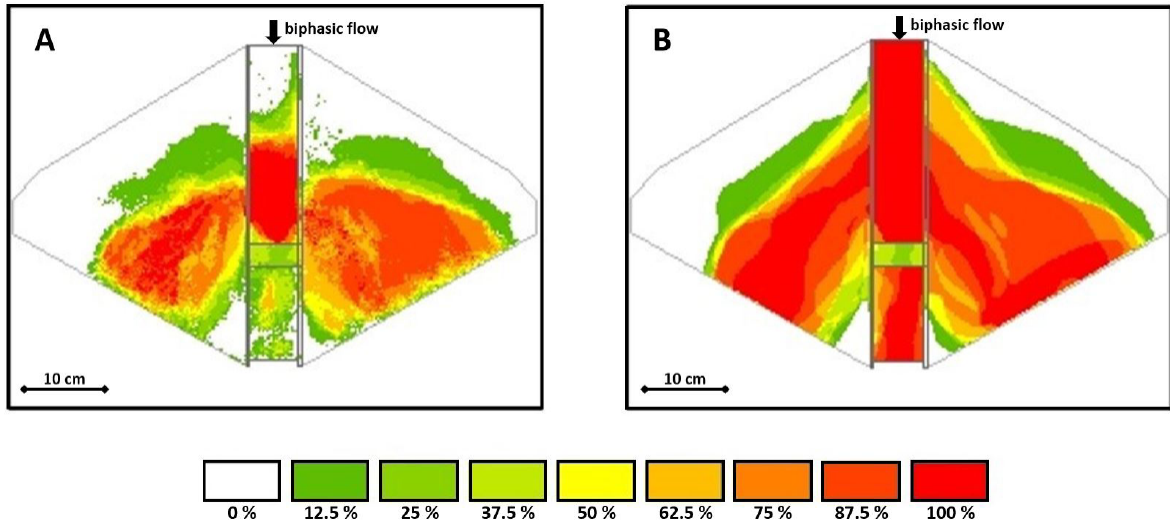 A
biphasic flow
10 cm
B
biphasic flow
10 cm
0 %
12.5 %
25 %
37.5 %
50 %
62.5 %
75 %
87.5 %
100 %